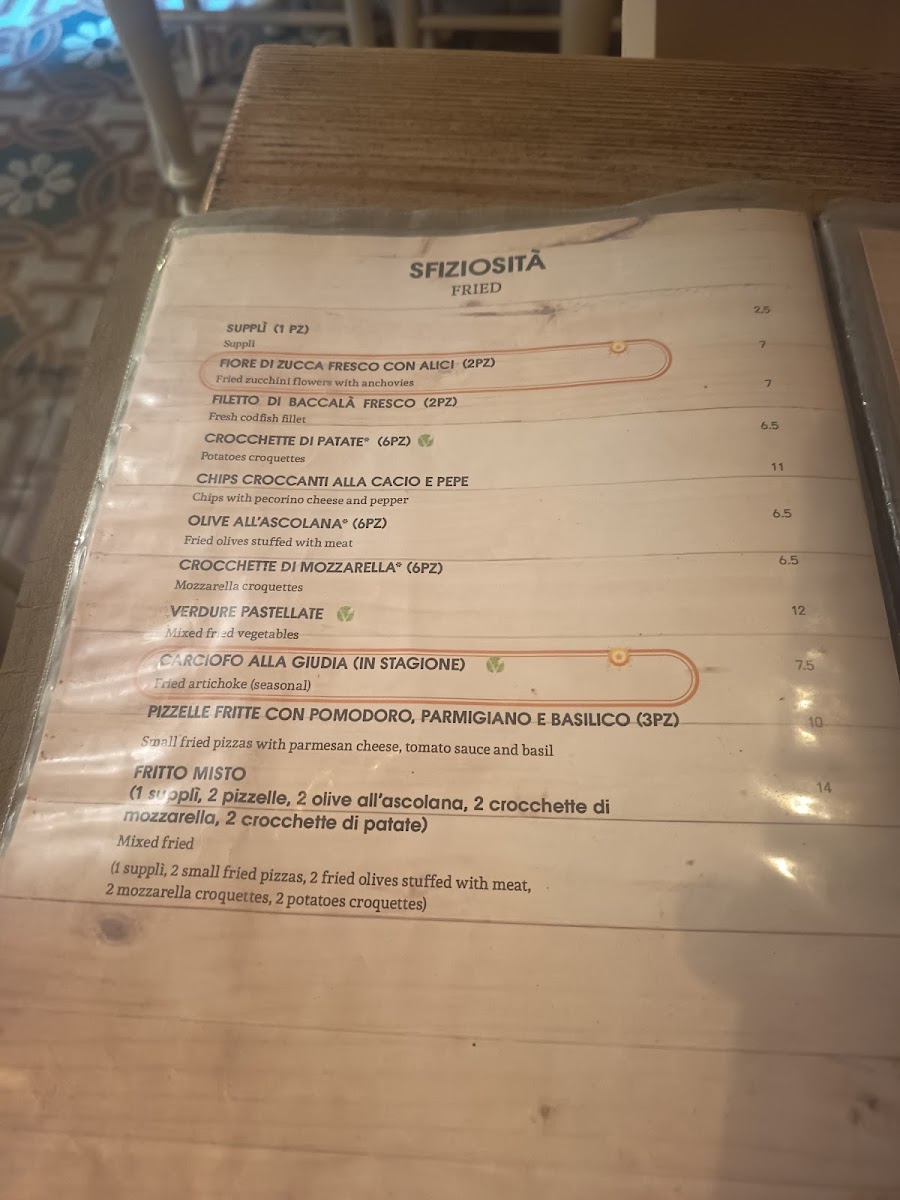 SFIZIOSITÀ
FRIED
SUPPLÌ (1 PZ) 2.5
Supplì
FIORE DI ZUCCA FRESCO CON ALICI (2PZ) 7
Fried zucchini flowers with anchovies
FILETTO DI BACCALÀ FRESCO (2PZ) 7
Fresh codfish fillet
CROCCHETTE DI PATATE* (6PZ) 6.5
Potatoes croquettes
CHIPS CROCCANTI ALLA CACIO E PEPE 11
Chips with pecorino cheese and pepper
OLIVE ALL'ASCOLANA* (6PZ) 6.5
Fried olives stuffed with meat
CROCCHETTE DI MOZZARELLA* (6PZ) 6.5
Mozzarella croquettes
VERDURE PASTELLATE 12
Mixed fried vegetables
CARCIOFO ALLA GIUDIA (IN STAGIONE) 7.5
Fried artichoke (seasonal)
PIZZELLE FRITTE CON POMODORO, PARMIGIANO E BASILICO (3PZ) 10
Small fried pizzas with parmesan cheese, tomato sauce and basil
FRITTO MISTO 14
(1 supplì, 2 pizzelle, 2 olive all'ascolana, 2 crocchette di
mozzarella, 2 crocchette di patate)
Mixed fried
(1 supplì, 2 small fried pizzas, 2 fried olives stuffed with meat,
2 mozzarella croquettes, 2 potatoes croquettes)